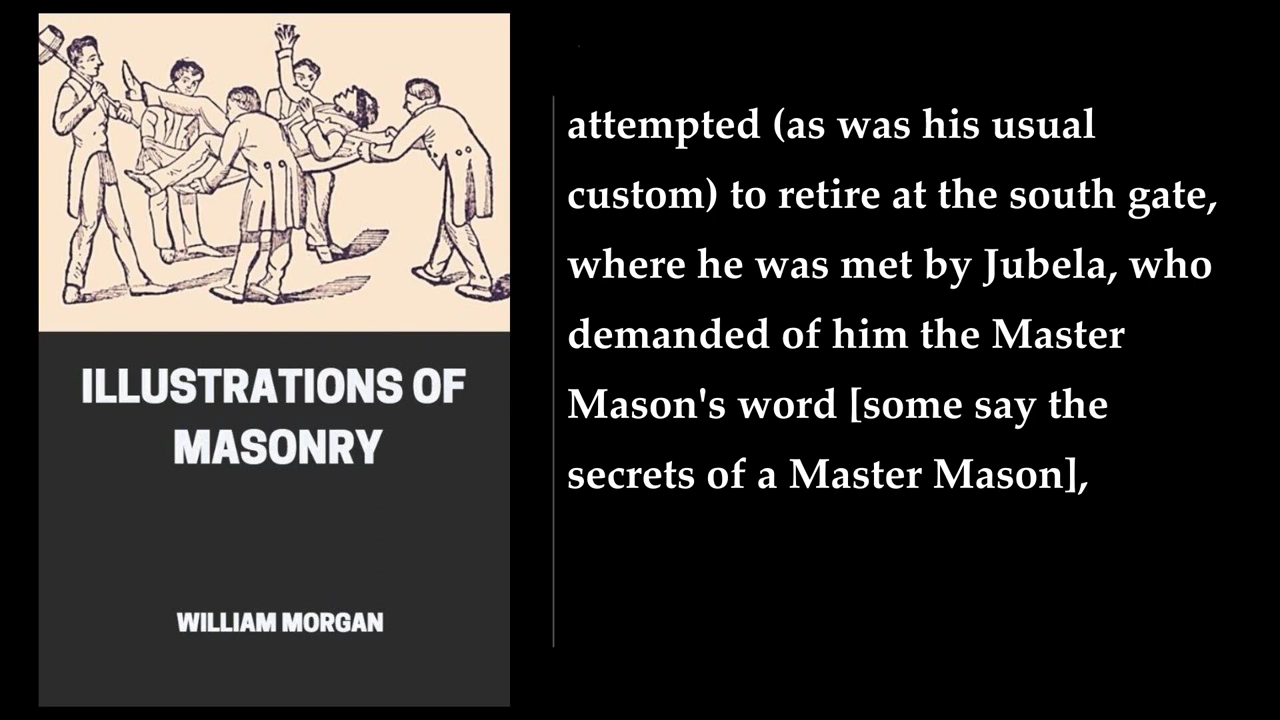 ILLUSTRATIONS OF
MASONRY
WILLIAM MORGAN
attempted (as was his usual
custom) to retire at the south gate,
where he was met by Jubela, who
demanded of him the Master
Mason's word [some say the
secrets of a Master Mason],